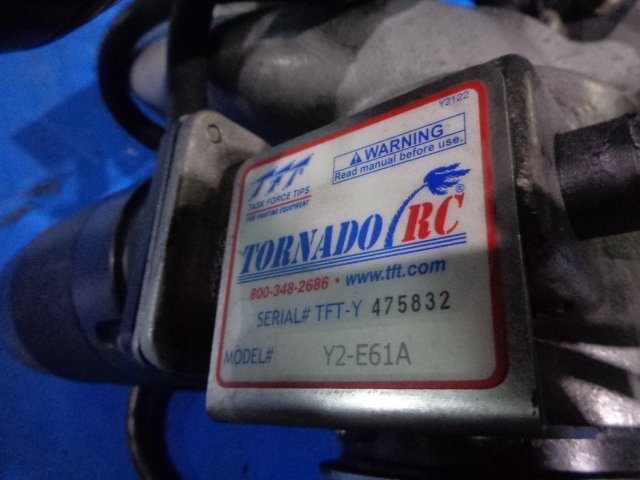 Y2122
WARNING
Read manual before use.
TFT®
TASK FORCE TIPS
FIRE FIGHTING EQUIPMENT
TORNADO RC®
800-348-2686 • www.tft.com
SERIAL# TFT-Y 475832
MODEL# Y2-E61A